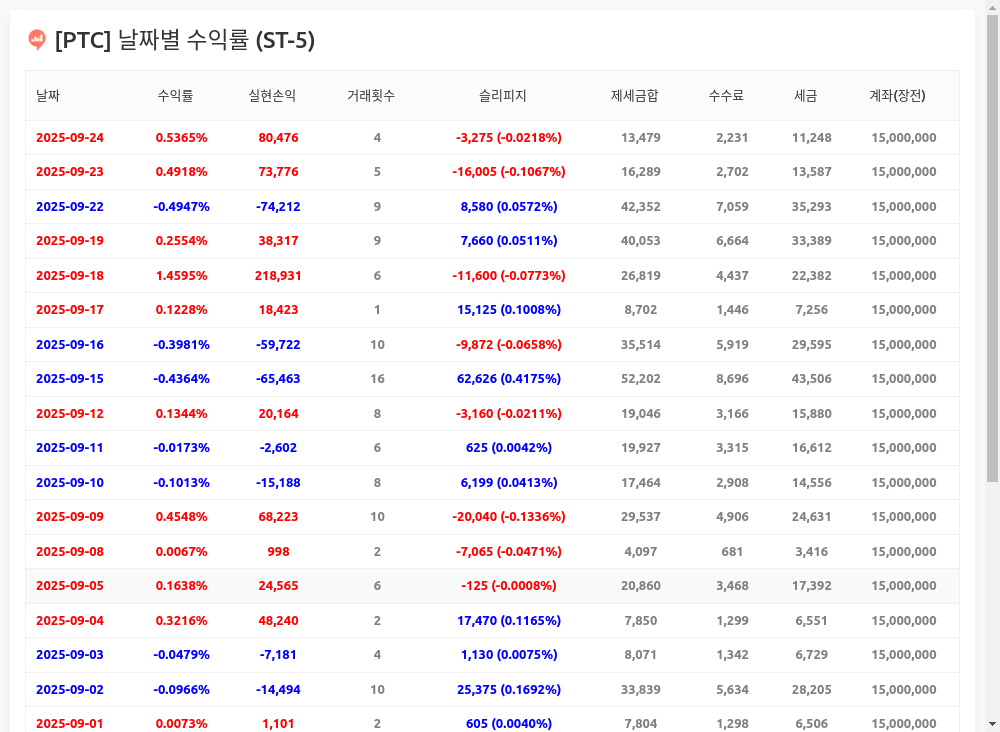 [PTC] 날짜별 수익률 (ST-5)
날짜 수익률 실현손익 거래횟수 슬리피지 제세금합 수수료 세금 계좌(장전)
2025-09-24 0.5365% 80,476 4 -3,275 (-0.0218%) 13,479 2,231 11,248 15,000,000
2025-09-23 0.4918% 73,776 5 -16,005 (-0.1067%) 16,289 2,702 13,587 15,000,000
2025-09-22 -0.4947% -74,212 9 8,580 (0.0572%) 42,352 7,059 35,293 15,000,000
2025-09-19 0.2554% 38,317 9 7,660 (0.0511%) 40,053 6,664 33,389 15,000,000
2025-09-18 1.4595% 218,931 6 -11,600 (-0.0773%) 26,819 4,437 22,382 15,000,000
2025-09-17 0.1228% 18,423 1 15,125 (0.1008%) 8,702 1,446 7,256 15,000,000
2025-09-16 -0.3981% -59,722 10 -9,872 (-0.0658%) 35,514 5,919 29,595 15,000,000
2025-09-15 -0.4364% -65,463 16 62,626 (0.4175%) 52,202 8,696 43,506 15,000,000
2025-09-12 0.1344% 20,164 8 -3,160 (-0.0211%) 19,046 3,166 15,880 15,000,000
2025-09-11 -0.0173% -2,602 6 625 (0.0042%) 19,927 3,315 16,612 15,000,000
2025-09-10 -0.1013% -15,188 8 6,199 (0.0413%) 17,464 2,908 14,556 15,000,000
2025-09-09 0.4548% 68,223 10 -20,040 (-0.1336%) 29,537 4,906 24,631 15,000,000
2025-09-08 0.0067% 998 2 -7,065 (-0.0471%) 4,097 681 3,416 15,000,000
2025-09-05 0.1638% 24,565 6 -125 (-0.0008%) 20,860 3,468 17,392 15,000,000
2025-09-04 0.3216% 48,240 2 17,470 (0.1165%) 7,850 1,299 6,551 15,000,000
2025-09-03 -0.0479% -7,181 4 1,130 (0.0075%) 8,071 1,342 6,729 15,000,000
2025-09-02 -0.0966% -14,494 10 25,375 (0.1692%) 33,839 5,634 28,205 15,000,000
2025-09-01 0.0073% 1,101 2 605 (0.0040%) 7,804 1,298 6,506 15,000,000